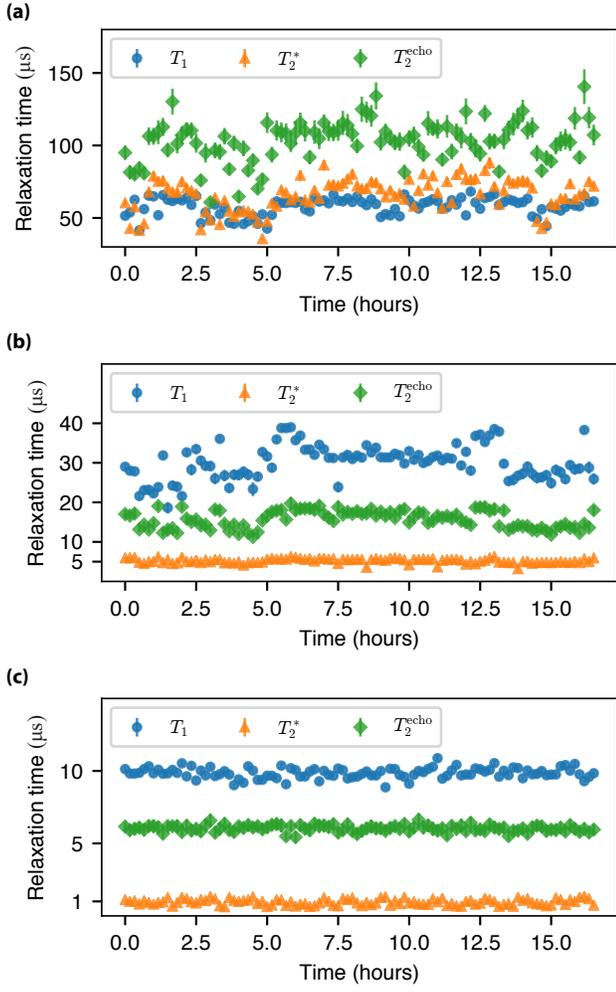 (a)
T₁ T₂* T₂ᵉᶜʰᵒ
150
100
50
Relaxation time (μs)
0.0 2.5 5.0 7.5 10.0 12.5 15.0
Time (hours)
(b)
T₁ T₂* T₂ᵉᶜʰᵒ
40
30
20
10
5
Relaxation time (μs)
0.0 2.5 5.0 7.5 10.0 12.5 15.0
Time (hours)
(c)
T₁ T₂* T₂ᵉᶜʰᵒ
10
5
1
Relaxation time (μs)
0.0 2.5 5.0 7.5 10.0 12.5 15.0
Time (hours)